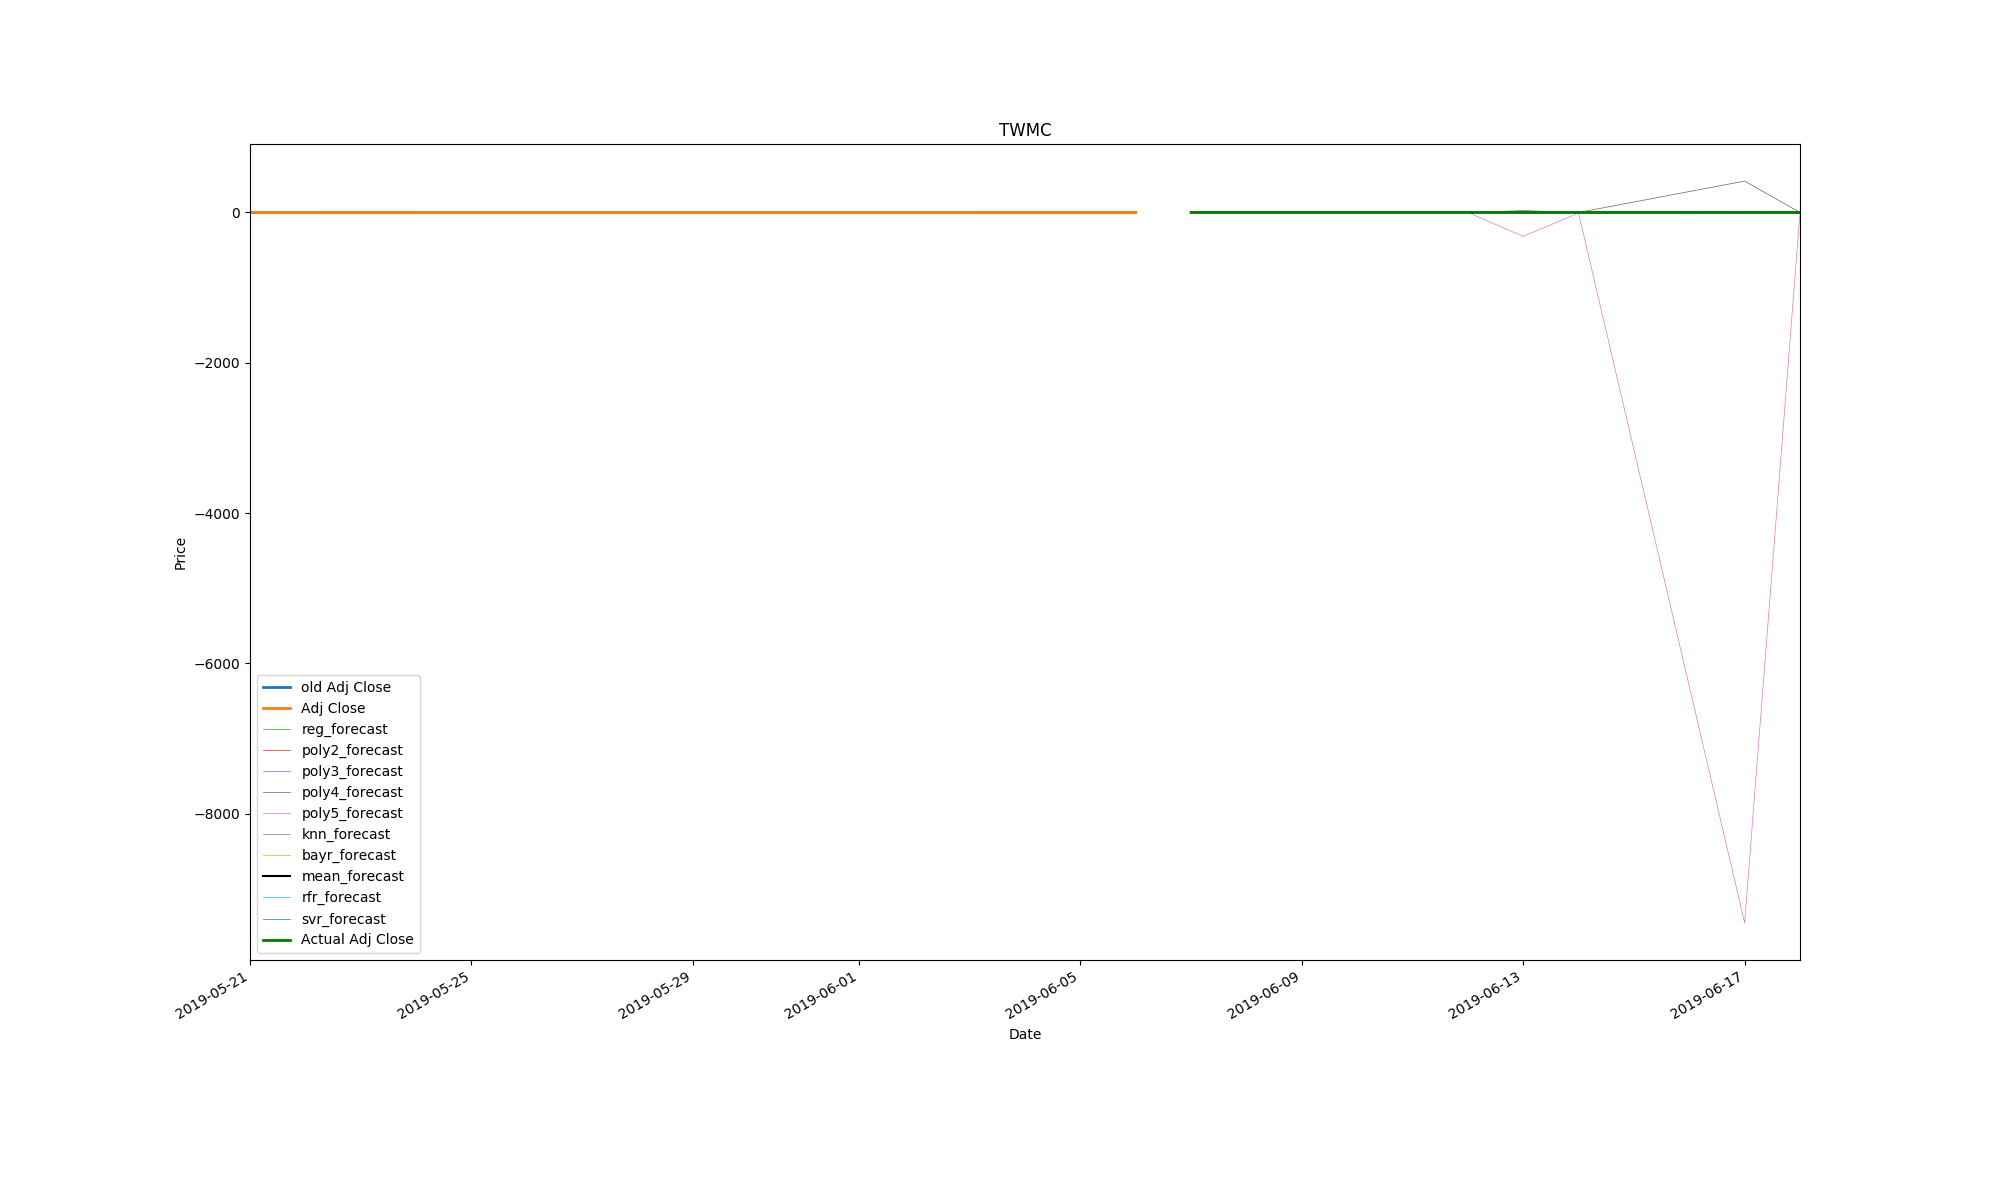 TWMC
0
−2000
−4000
−6000
−8000
Price
old Adj Close
Adj Close
reg_forecast
poly2_forecast
poly3_forecast
poly4_forecast
poly5_forecast
knn_forecast
bayr_forecast
mean_forecast
rfr_forecast
svr_forecast
Actual Adj Close
2019-05-21
2019-05-25
2019-05-29
2019-06-01
2019-06-05
2019-06-09
2019-06-13
2019-06-17
Date